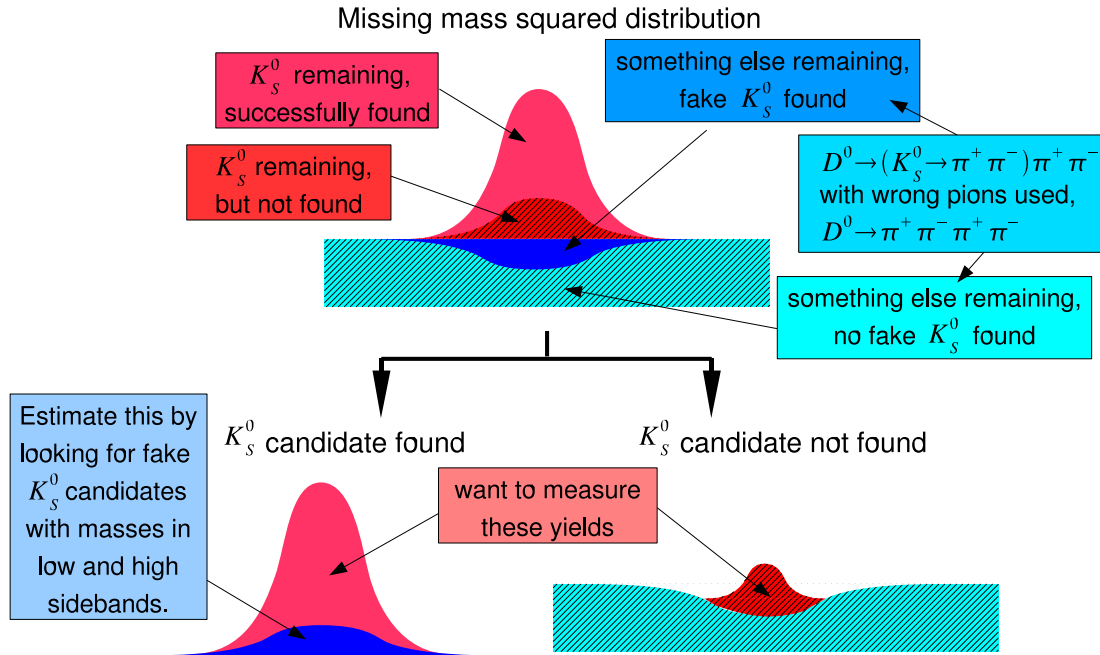 Missing mass squared distribution
K_S^0 remaining,
successfully found
something else remaining,
fake K_S^0 found
K_S^0 remaining,
but not found
D^0→(K_S^0→π^+ π^-)π^+ π^-
with wrong pions used,
D^0→π^+ π^- π^+ π^-
something else remaining,
no fake K_S^0 found
Estimate this by
looking for fake
K_S^0 candidates
with masses in
low and high
sidebands.
K_S^0 candidate found
K_S^0 candidate not found
want to measure
these yields